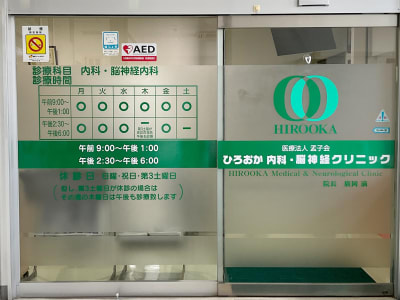 AED
診療科目 内科・脳神経内科
診療時間
月 火 水 木 金 土
午前9:00～
午後1:00
○ ○ ○ ○ ○ ○
午後2:30～
午後6:00
○ ○ ○ ー ○ ー
午前 9:00～午後 1:00
午後 2:30～午後 6:00
休診日 日曜・祝日・第3土曜日
但し、第3土曜日が休診の場合は
その週の木曜日は午後も診療致します
HIROOKA
医療法人 孟子会
ひろおか 内科・脳神経クリニック
HIROOKA Medical & Neurological Clinic
院長